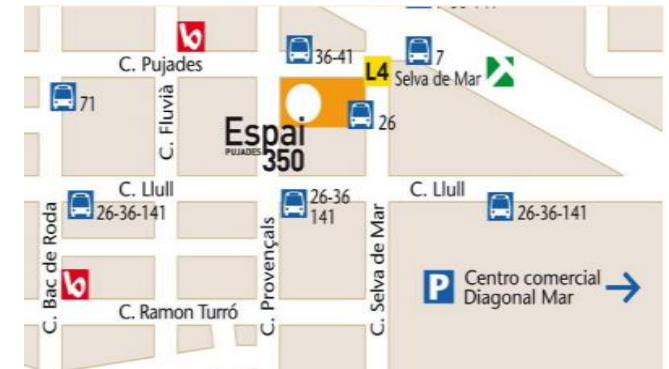 C. Pujades
36-41
7
L4
Selva de Mar
71
C. Fluvià
26
Espai
PUJADES 350
C. Llull
C. Llull
26-36-141
26-36
141
26-36-141
C. Bac de Roda
C. Provençals
C. Selva de Mar
P
Centro comercial
Diagonal Mar
C. Ramon Turró